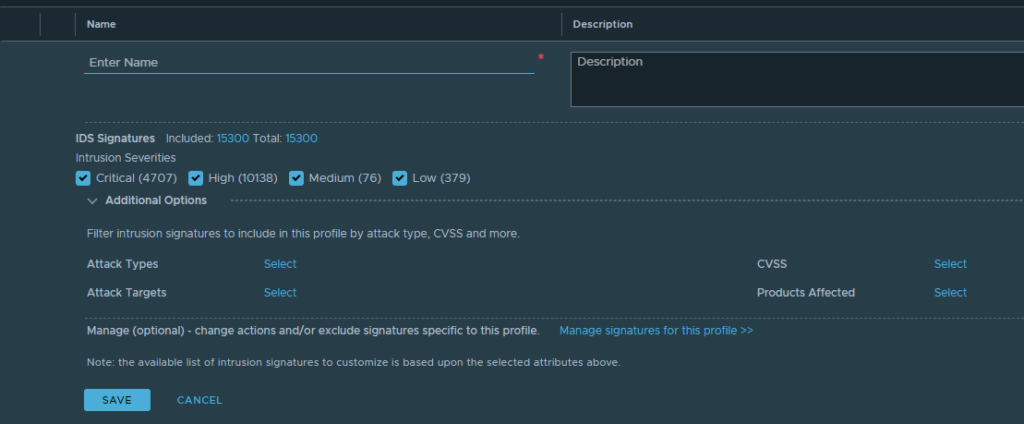 Name Description
Enter Name * Description
IDS Signatures Included: 15300 Total: 15300
Intrusion Severities
Critical (4707) High (10138) Medium (76) Low (379)
Additional Options
Filter intrusion signatures to include in this profile by attack type, CVSS and more.
Attack Types Select CVSS Select
Attack Targets Select Products Affected Select
Manage (optional) - change actions and/or exclude signatures specific to this profile. Manage signatures for this profile >>
Note: the available list of intrusion signatures to customize is based upon the selected attributes above.
SAVE CANCEL